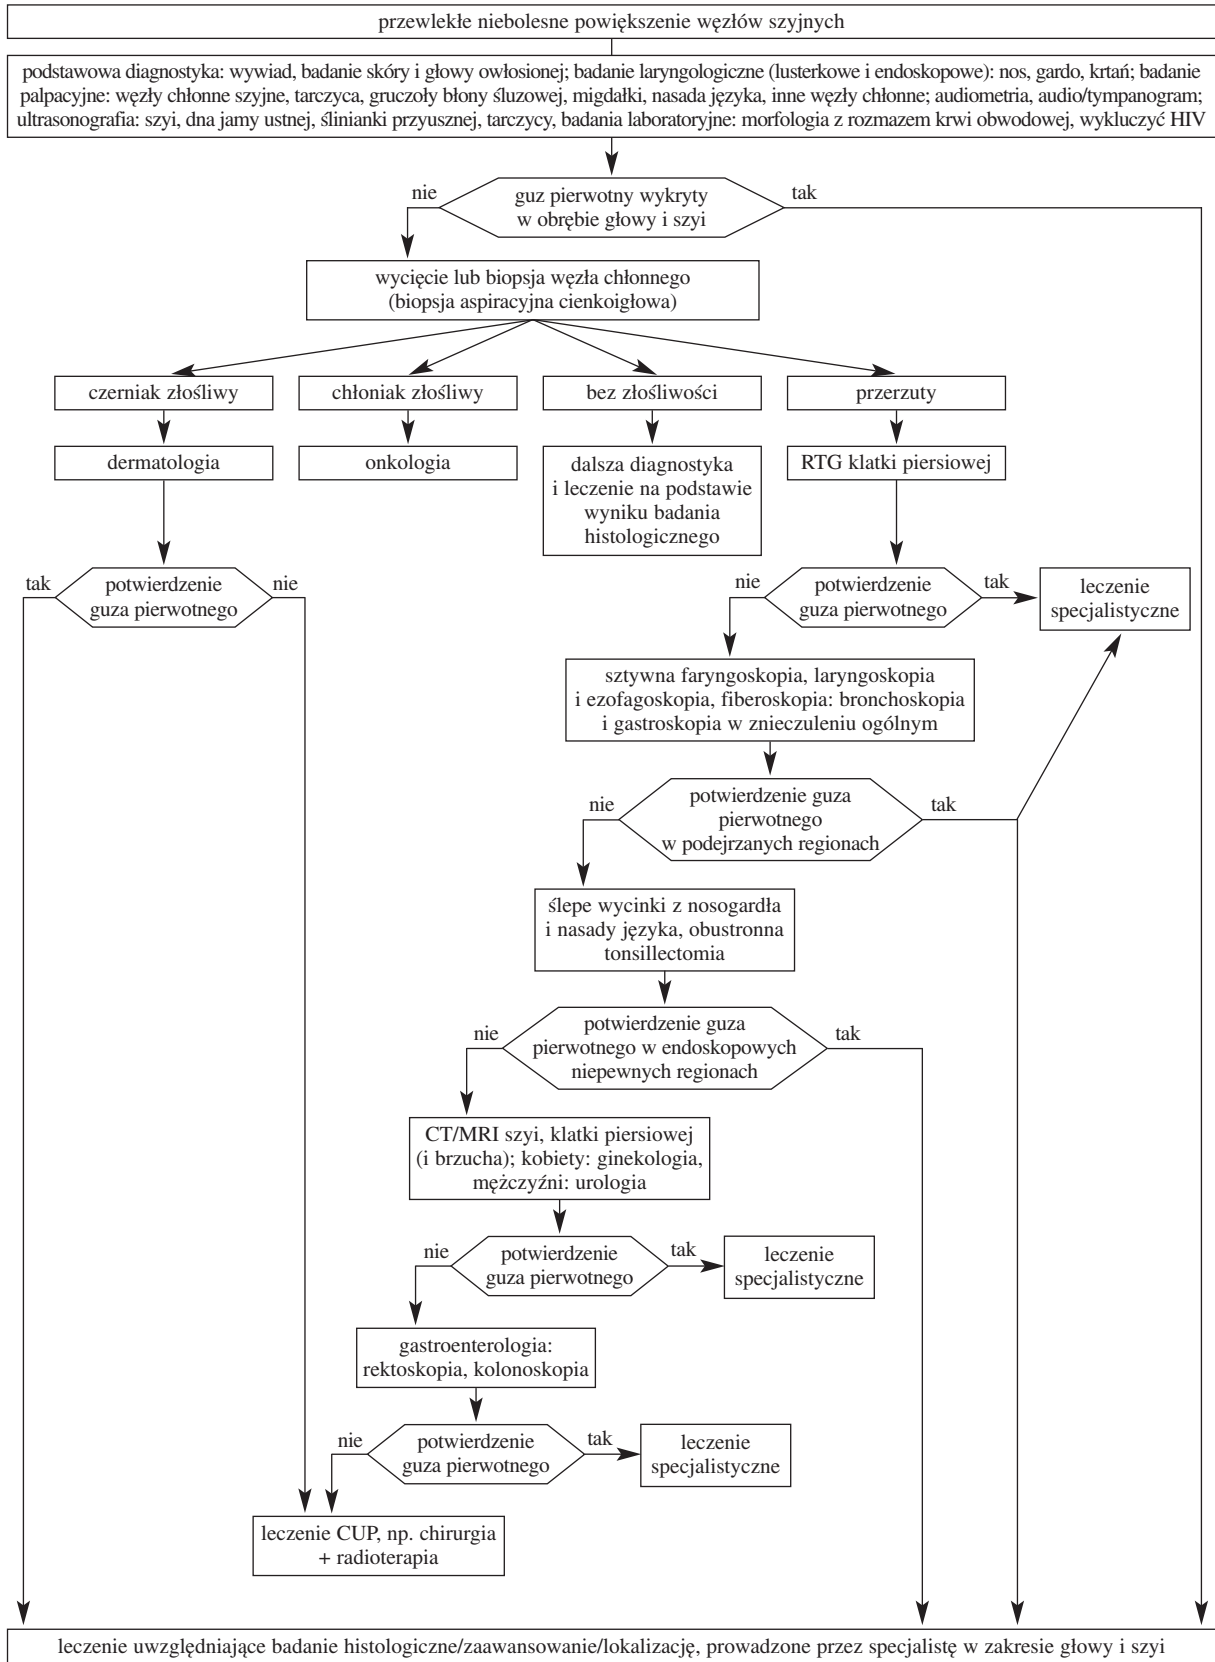 przewlekłe niebolesne powiększenie węzłów szyjnych
podstawowa diagnostyka: wywiad, badanie skóry i głowy owłosionej; badanie laryngologiczne (lusterkowe i endoskopowe): nos, gardo, krtań; badanie
palpacyjne: węzły chłonne szyjne, tarczyca, gruczoły błony śluzowej, migdałki, nasada języka, inne węzły chłonne; audiometria, audio/tympanogram;
ultrasonografia: szyi, dna jamy ustnej, ślinianki przyusznej, tarczycy, badania laboratoryjne: morfologia z rozmazem krwi obwodowej, wykluczyć HIV
nie
guz pierwotny wykryty
w obrębie głowy i szyi
tak
wycięcie lub biopsja węzła chłonnego
(biopsja aspiracyjna cienkoigłowa)
czerniak złośliwy
chłoniak złośliwy
bez złośliwości
przerzuty
dermatologia
onkologia
dalsza diagnostyka
i leczenie na podstawie
wyniku badania
histologicznego
RTG klatki piersiowej
tak
potwierdzenie
guza pierwotnego
nie
nie
potwierdzenie
guza pierwotnego
tak
leczenie
specjalistyczne
sztywna faryngoskopia, laryngoskopia
i ezofagoskopia, fiberoskopia: bronchoskopia
i gastroskopia w znieczuleniu ogólnym
nie
potwierdzenie guza
pierwotnego
w podejrzanych regionach
tak
ślepe wycinki z nosogardła
i nasady języka, obustronna
tonsillectomia
nie
potwierdzenie guza
pierwotnego w endoskopowych
niepewnych regionach
tak
CT/MRI szyi, klatki piersiowej
(i brzucha); kobiety: ginekologia,
mężczyźni: urologia
nie
potwierdzenie
guza pierwotnego
tak
leczenie
specjalistyczne
gastroenterologia:
rektoskopia, kolonoskopia
nie
potwierdzenie
guza pierwotnego
tak
leczenie
specjalistyczne
leczenie CUP, np. chirurgia
+ radioterapia
leczenie uwzględniające badanie histologiczne/zaawansowanie/lokalizację, prowadzone przez specjalistę w zakresie głowy i szyi